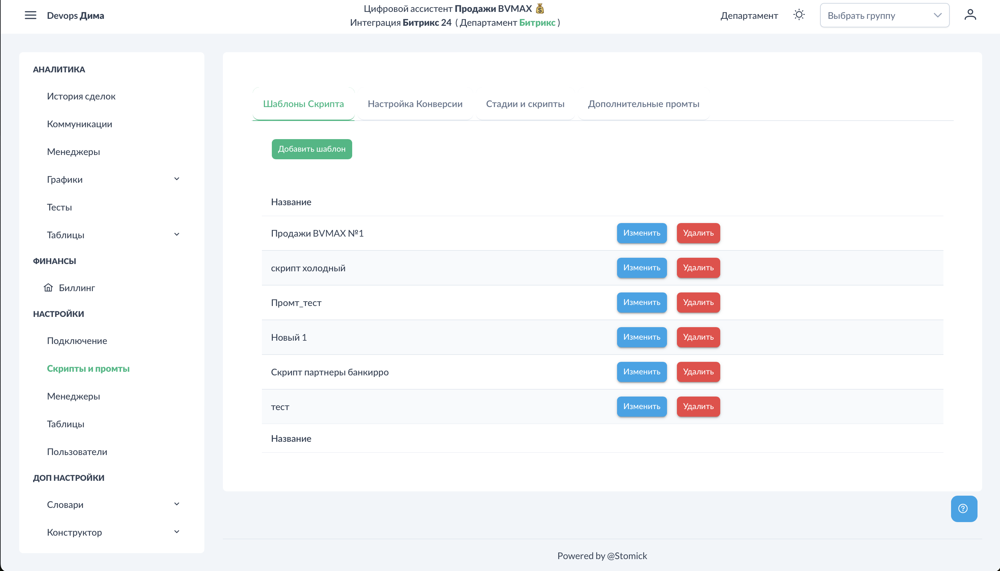 Devops Дима
Цифровой ассистент Продажи BVMAX 💰
Интеграция Битрикс 24 ( Департамент Битрикс )
Департамент
Выбрать группу
АНАЛИТИКА
История сделок
Коммуникации
Менеджеры
Графики
Тесты
Таблицы
ФИНАНСЫ
Биллинг
НАСТРОЙКИ
Подключение
Скрипты и промты
Менеджеры
Таблицы
Пользователи
ДОП НАСТРОЙКИ
Словари
Конструктор
Шаблоны Скрипта
Настройка Конверсии
Стадии и скрипты
Дополнительные промты
Добавить шаблон
Название
Продажи BVMAX №1 Изменить Удалить
скрипт холодный Изменить Удалить
Промт_тест Изменить Удалить
Новый 1 Изменить Удалить
Скрипт партнеры банкирро Изменить Удалить
тест Изменить Удалить
Название
Powered by @Stomick